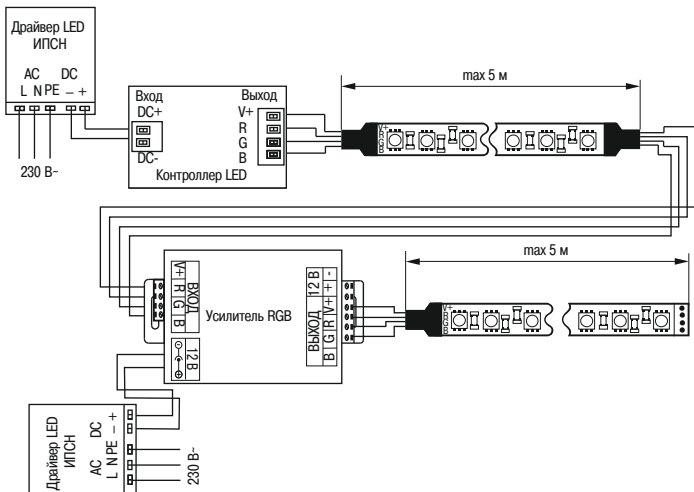 Драйвер LED
ИПСН
AC DC
L N PE – +
230 В~
Вход
DC+
DC-
Выход
V+
R
G
B
Контроллер LED
max 5 м
V+
R
G
B
V+ R G B
ВХОД
12 В
Усилитель RGB
12 В
+ -
ВЫХОД
B G R V+
max 5 м
V+
R
G
B
Драйвер LED
ИПСН
AC DC
L N PE – +
230 В~